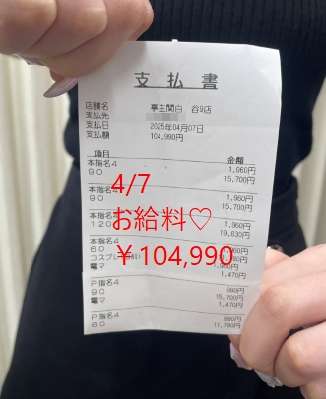 支払書
店舗名 亭主関白 谷9店
支払先
支払日 2025年04月07日
支払額 104,990円
項目 金額
本指名4 1,960円
90 15,700円
本指名4 1,960円
90 15,700円
本指名4 1,960円
120 19,630円
本指名4
60
コスプレ
電マ 1,470円
P指名4 980円
90 15,700円
電マ 1,470円
P指名4 980円
60 11,780円
4/7
お給料♡
￥104,990